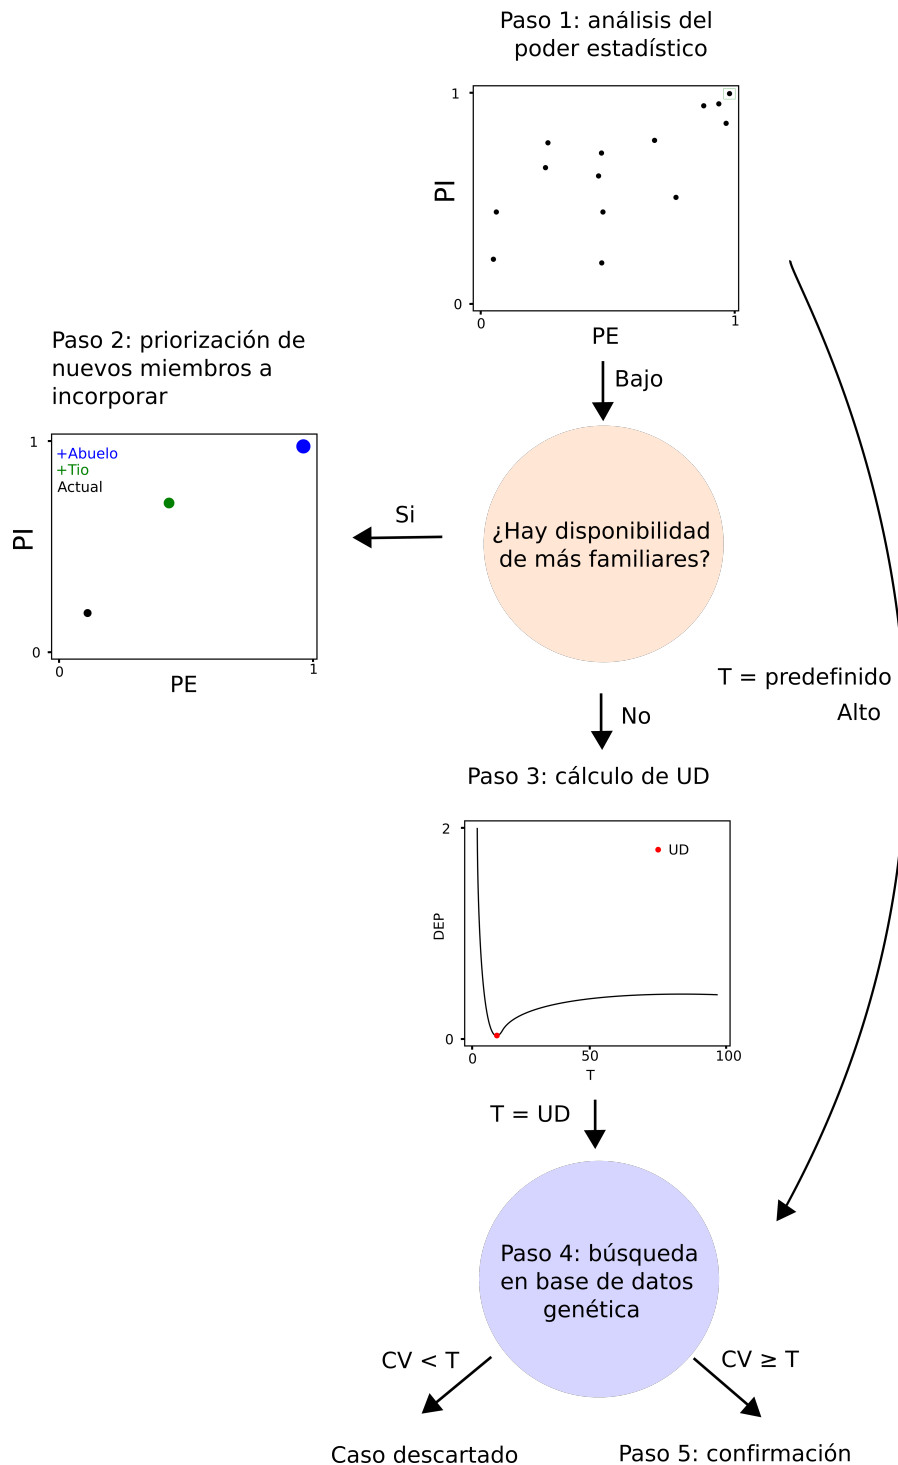 Paso 1: análisis del
poder estadístico
1
PI
0
0
1
PE
Bajo
Paso 2: priorización de
nuevos miembros a
incorporar
1
+Abuelo
+Tio
Actual
PI
0
0
1
PE
Si
¿Hay disponibilidad
de más familiares?
T = predefinido
Alto
No
Paso 3: cálculo de UD
2
UD
DEP
0
0
50
100
T
T = UD
Paso 4: búsqueda
en base de datos
genética
CV < T
CV ≥ T
Caso descartado
Paso 5: confirmación